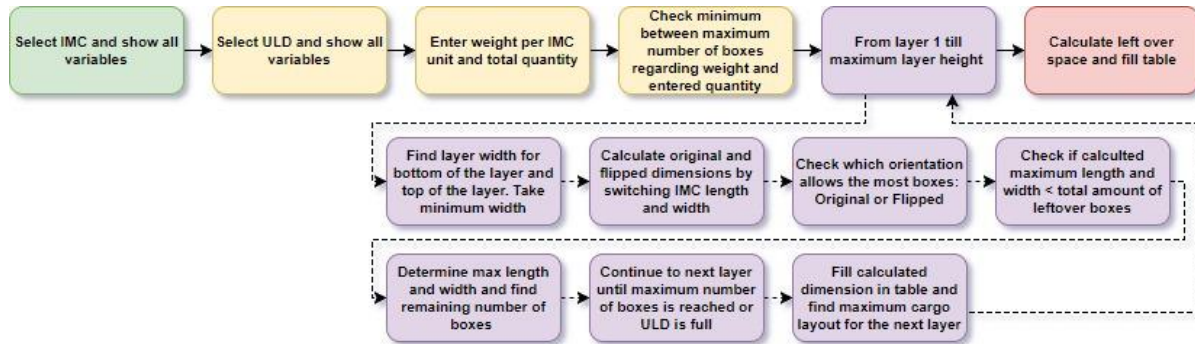 Select IMC and show all
variables
Select ULD and show all
variables
Enter weight per IMC
unit and total quantity
Check minimum
between maximum
number of boxes
regarding weight and
entered quantity
From layer 1 till
maximum layer height
Calculate left over
space and fill table
Find layer width for
bottom of the layer and
top of the layer. Take
minimum width
Calculate original and
flipped dimensions by
switching IMC length
and width
Check which orientation
allows the most boxes:
Original or Flipped
Check if calculted
maximum length and
width < total amount of
leftover boxes
Determine max length
and width and find
remaining number of
boxes
Continue to next layer
until maximum number
of boxes is reached or
ULD is full
Fill calculated
dimension in table and
find maximum cargo
layout for the next layer